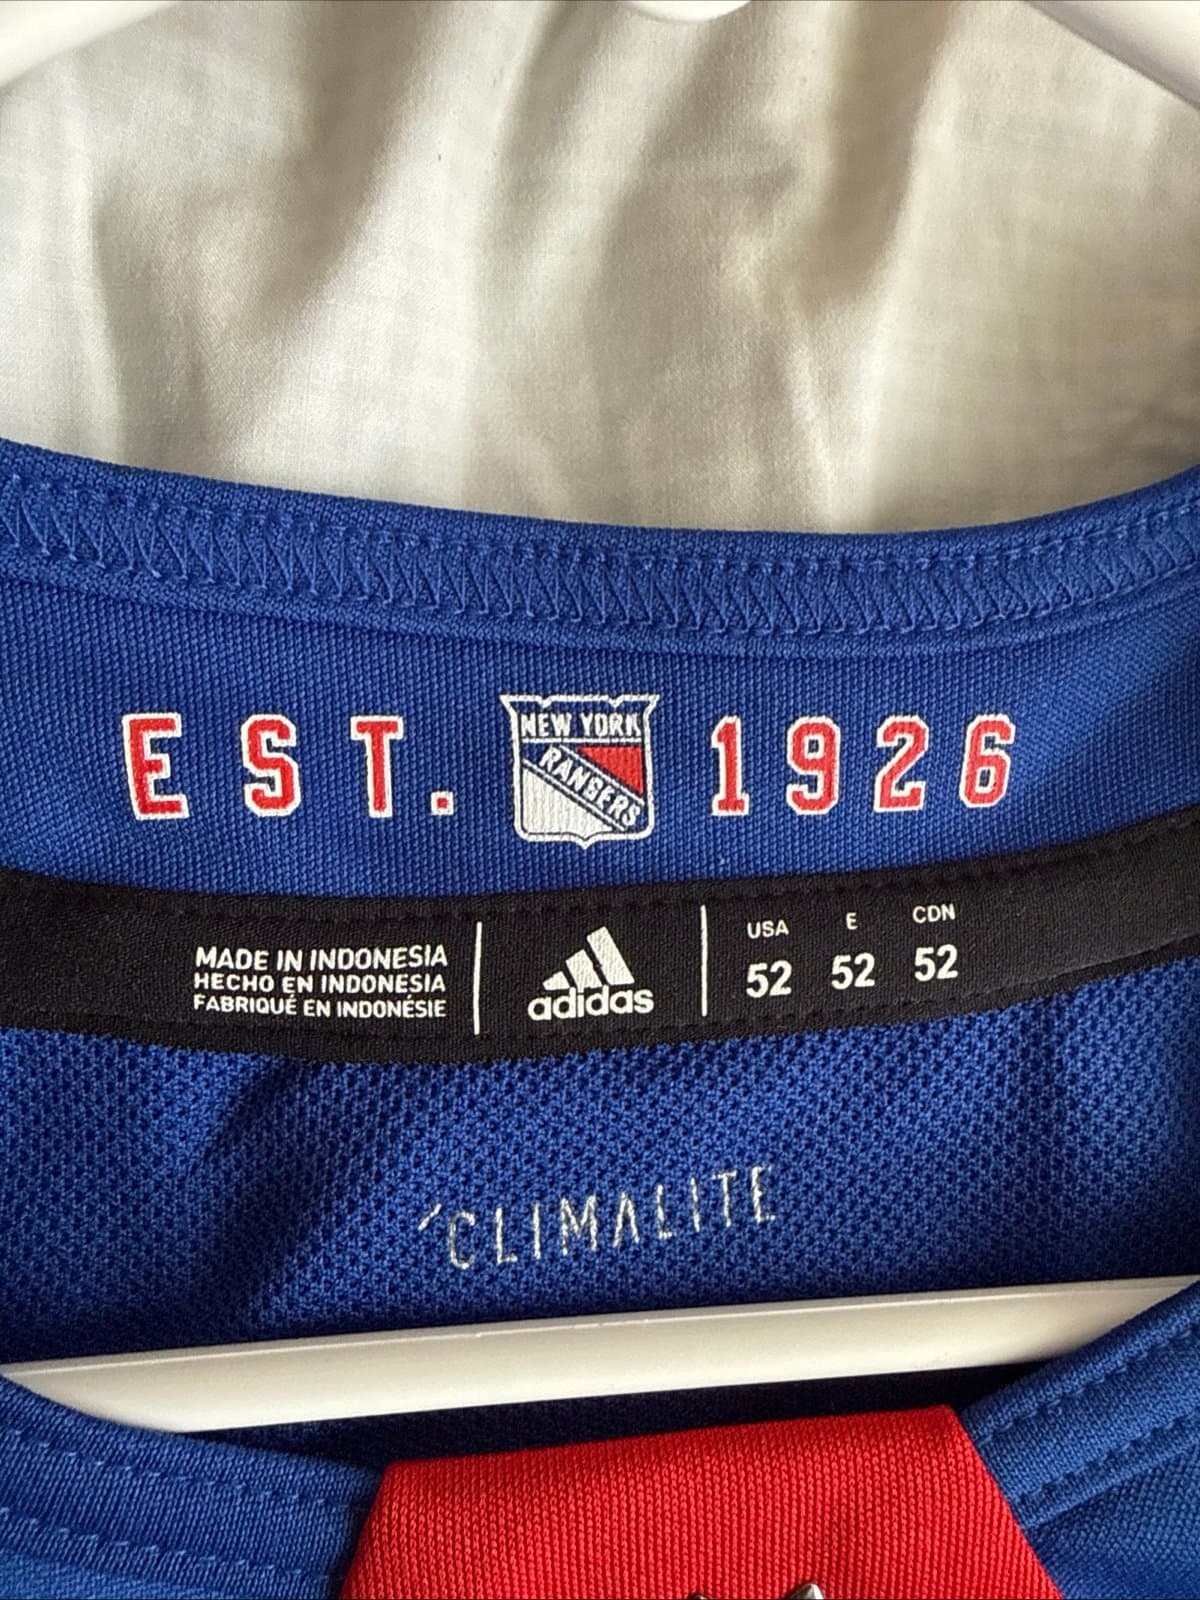 EST. NEW YORK RANGERS 1926
MADE IN INDONESIA
HECHO EN INDONESIA
FABRIQUÉ EN INDONÉSIE
adidas
USA E CDN
52 52 52
CLIMALITE